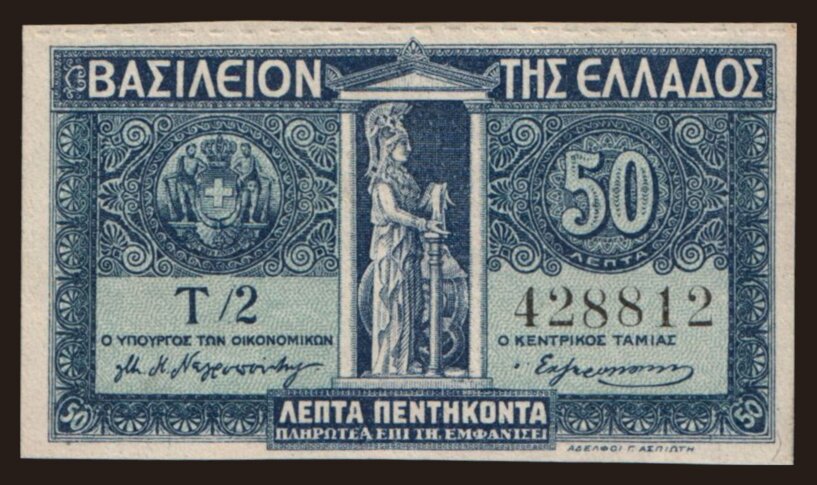 ΒΑΣΙΛΕΙΟΝ ΤΗΣ ΕΛΛΑΔΟΣ
50
ΛΕΠΤΑ
Τ/2
428812
Ο ΥΠΟΥΡΓΟΣ ΤΩΝ ΟΙΚΟΝΟΜΙΚΩΝ
Ο ΚΕΝΤΡΙΚΟΣ ΤΑΜΙΑΣ
50 ΛΕΠΤΑ ΠΕΝΤΗΚΟΝΤΑ 50
ΠΛΗΡΩΤΕΑ ΕΠΙ ΤΗ ΕΜΦΑΝΙΣΕΙ
ΑΔΕΛΦΟΙ Γ. ΑΣΠΙΩΤΗ